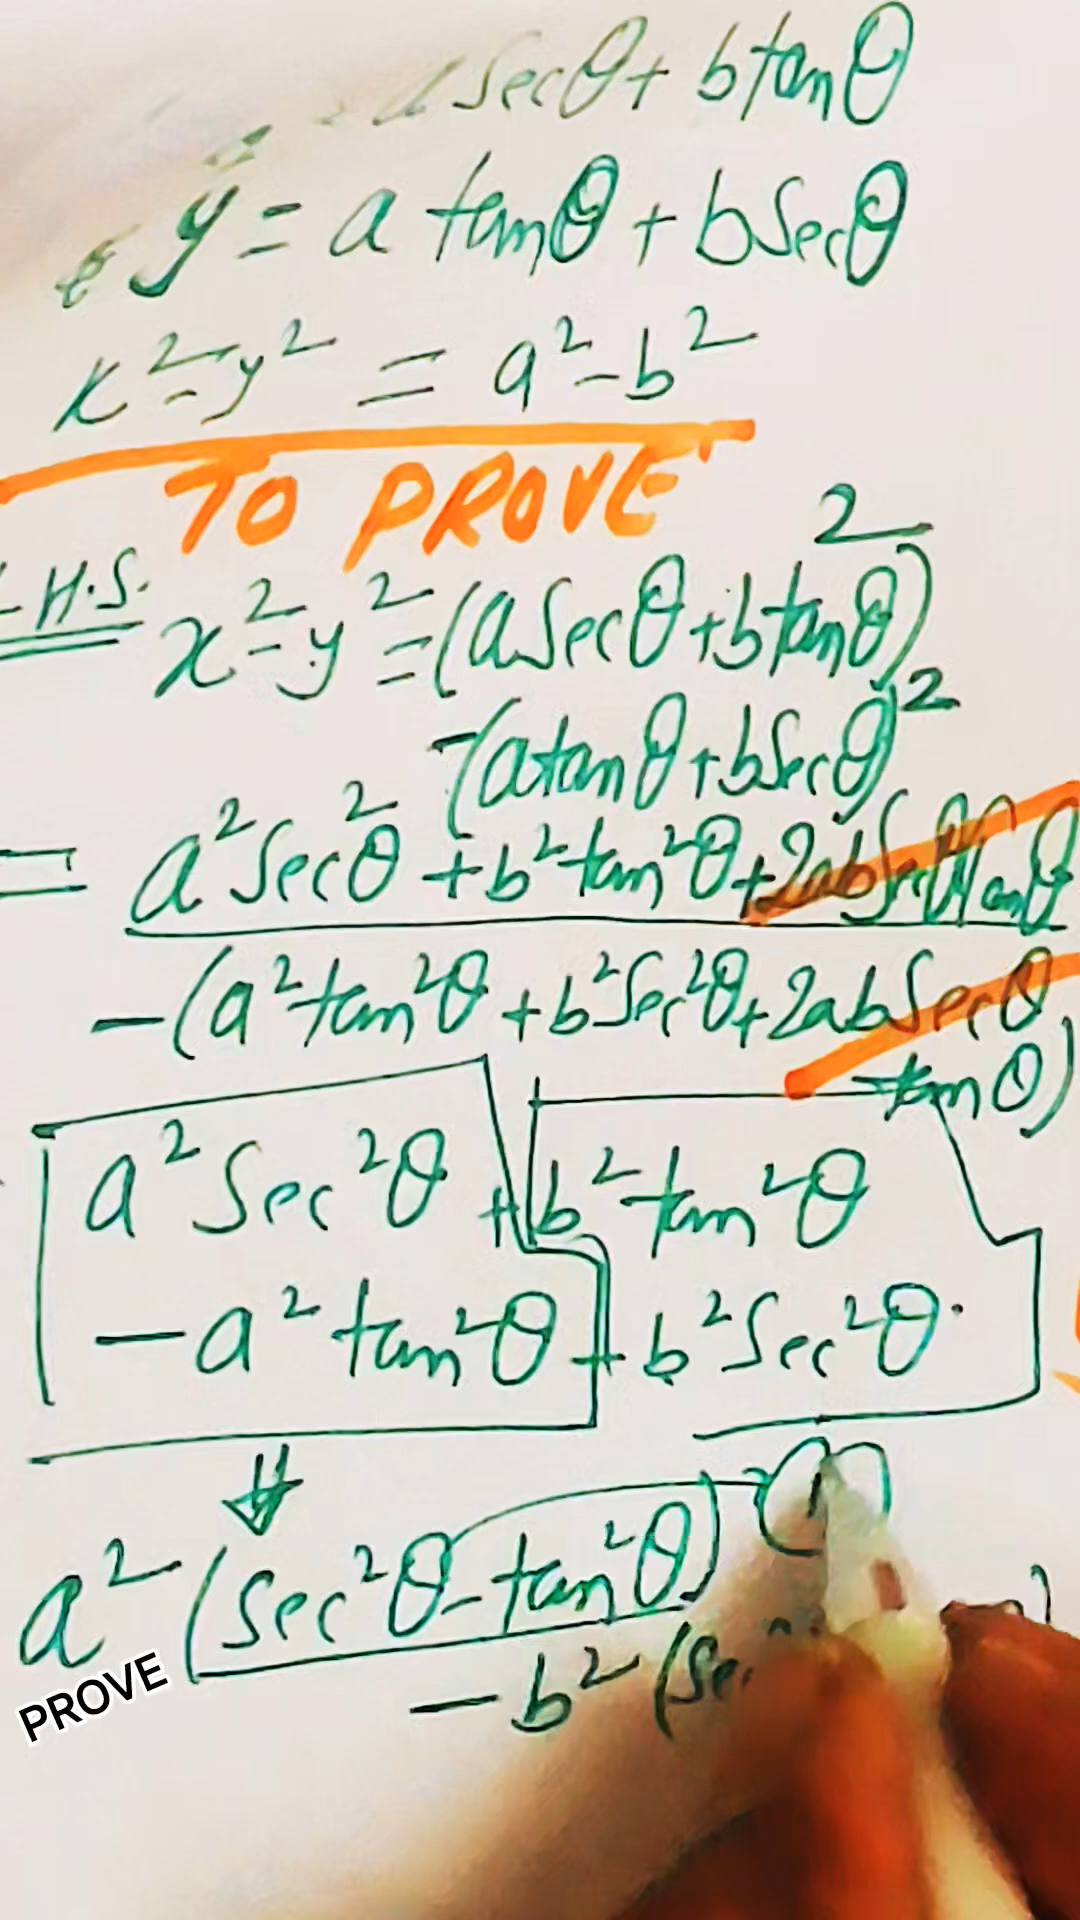 a Secθ + b tanθ
& y = a tanθ + b Secθ
x² - y² = a² - b²
TO PROVE
L.H.S. x² - y² = (a Secθ + b tanθ)²
- (a tanθ + b Secθ)²
= a² Sec²θ + b² tan²θ + 2ab Secθ tanθ
- (a² tan²θ + b² Sec²θ + 2ab Secθ
tanθ)
a² Sec²θ + b² tan²θ
- a² tan²θ + b² Sec²θ.
a² (Sec²θ - tan²θ)
- b² (Se
PROVE